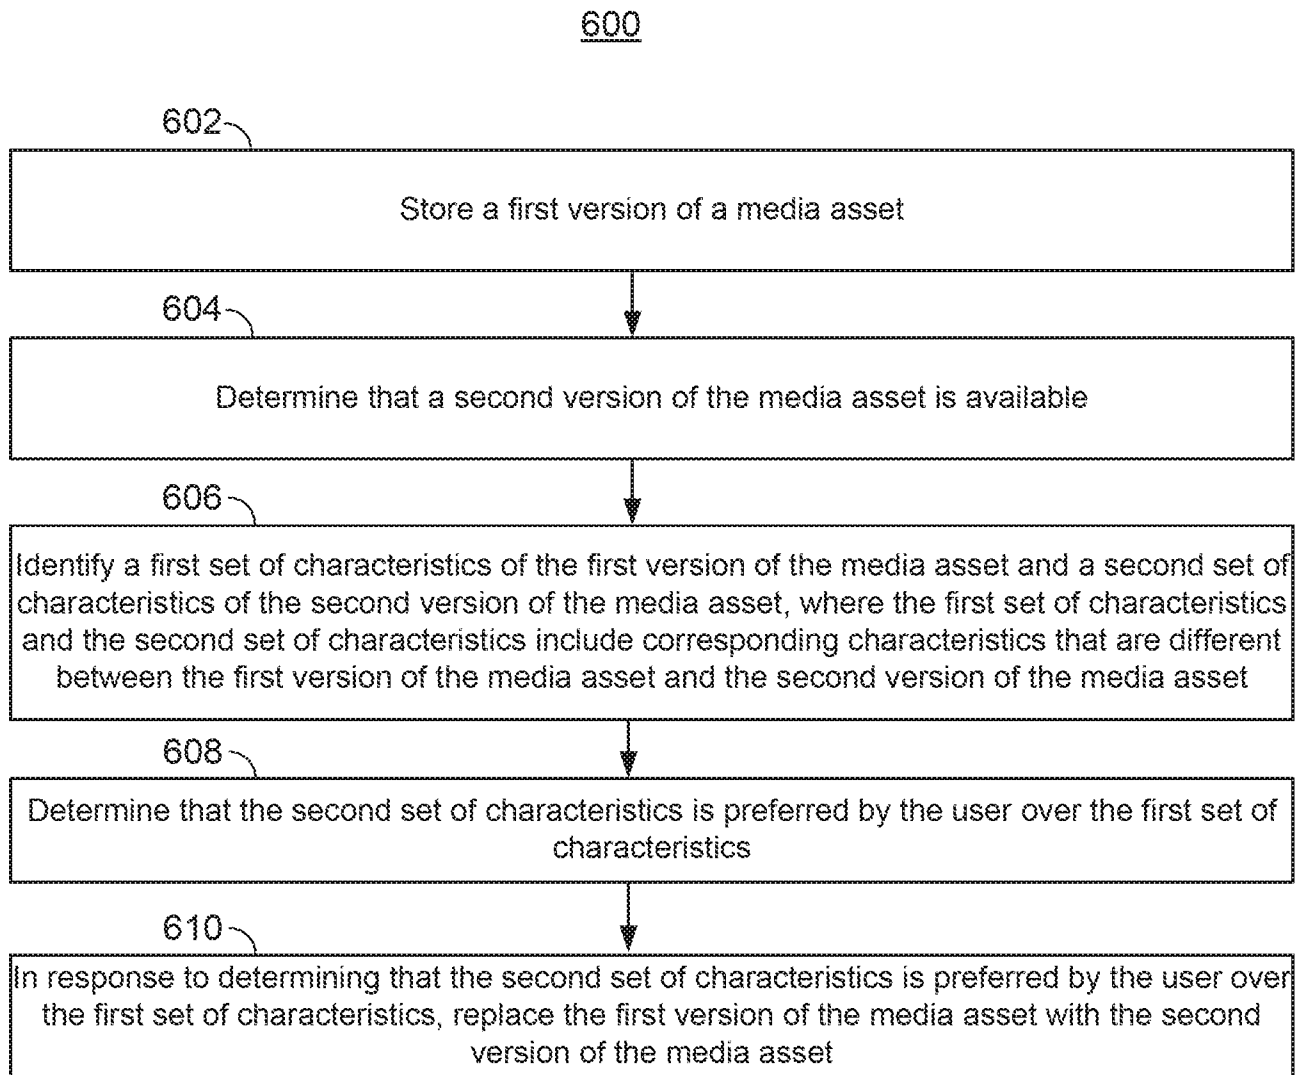 600
602
Store a first version of a media asset
604
Determine that a second version of the media asset is available
606
Identify a first set of characteristics of the first version of the media asset and a second set of
characteristics of the second version of the media asset, where the first set of characteristics
and the second set of characteristics include corresponding characteristics that are different
between the first version of the media asset and the second version of the media asset
608
Determine that the second set of characteristics is preferred by the user over the first set of
characteristics
610
In response to determining that the second set of characteristics is preferred by the user over
the first set of characteristics, replace the first version of the media asset with the second
version of the media asset